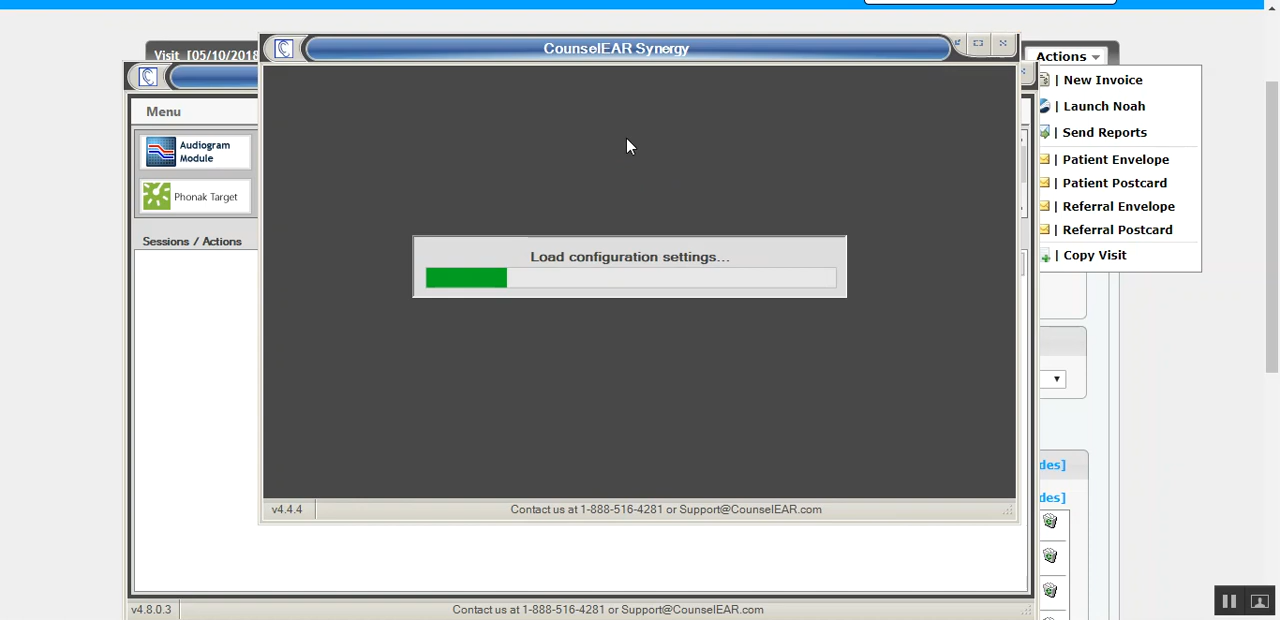 CounselEAR Synergy
Visit [05/10/2018
Actions
| New Invoice
| Launch Noah
| Send Reports
| Patient Envelope
| Patient Postcard
| Referral Envelope
| Referral Postcard
| Copy Visit
Menu
Audiogram
Module
Phonak Target
Sessions / Actions
Load configuration settings...
des]
des]
v4.4.4
Contact us at 1-888-516-4281 or Support@CounselEAR.com
v4.8.0.3
Contact us at 1-888-516-4281 or Support@CounselEAR.com